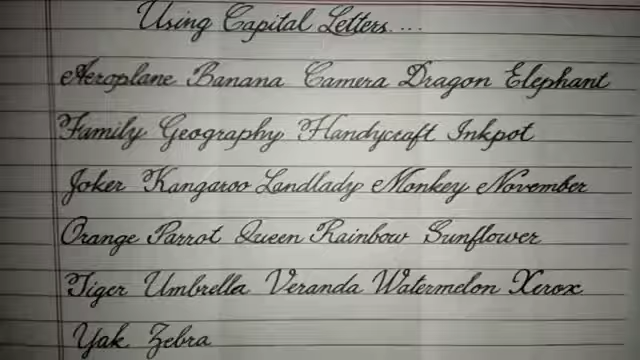 Using Capital Letters...
Aeroplane Banana Camera Dragon Elephant
Family Geography Handycraft Inkpot
Joker Kangaroo Landlady Monkey November
Orange Parrot Queen Rainbow Sunflower
Tiger Umbrella Veranda Watermelon Xerox
Yak Zebra